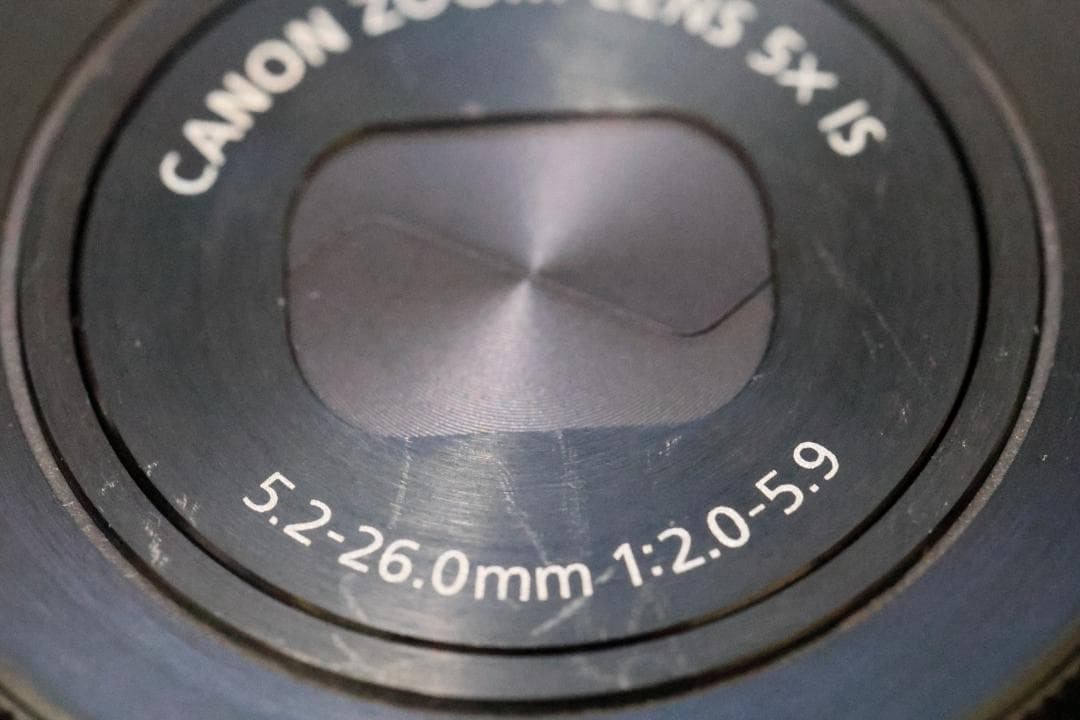 CANON ZOOM LENS 5X IS
5.2-26.0mm 1:2.0-5.9